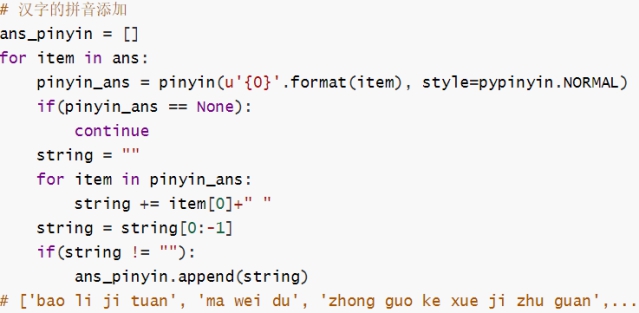 # 汉字的拼音添加
ans_pinyin = []
for item in ans:
    pinyin_ans = pinyin(u'{0}'.format(item), style=pypinyin.NORMAL)
    if(pinyin_ans == None):
        continue
    string = ""
    for item in pinyin_ans:
        string += item[0]+" "
    string = string[0:-1]
    if(string != ""):
        ans_pinyin.append(string)
# ['bao li ji tuan', 'ma wei du', 'zhong guo ke xue ji zhu guan',...